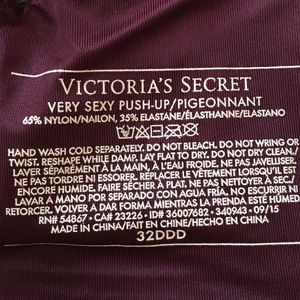 VICTORIA'S SECRET
VERY SEXY PUSH-UP/PIGEONNANT
65% NYLON/NAILON, 35% ELASTANE/ÉLASTHANNE/ELASTANO
HAND WASH COLD SEPARATELY. DO NOT BLEACH. DO NOT WRING OR
TWIST. RESHAPE WHILE DAMP. LAY FLAT TO DRY. DO NOT DRY CLEAN./
LAVER SÉPARÉMENT À LA MAIN, À L'EAU FROIDE. NE PAS JAVELLISER.
NE PAS TORDRE NI ESSORER. REPLACER LE VÊTEMENT LORSQU'IL EST
ENCORE HUMIDE. FAIRE SÉCHER À PLAT. NE PAS NETTOYER À SEC./
LAVAR A MANO POR SEPARADO CON AGUA FRÍA. NO ESCURRIR NI
RETORCER. VOLVER A DAR FORMA MIENTRAS LA PRENDA ESTÉ HÚMED
RN# 54867 • CA# 23226 • ID# 36007682 • 340943 • 09/15
MADE IN CHINA/FAIT EN CHINE/HECHO EN CHINA
32DDD